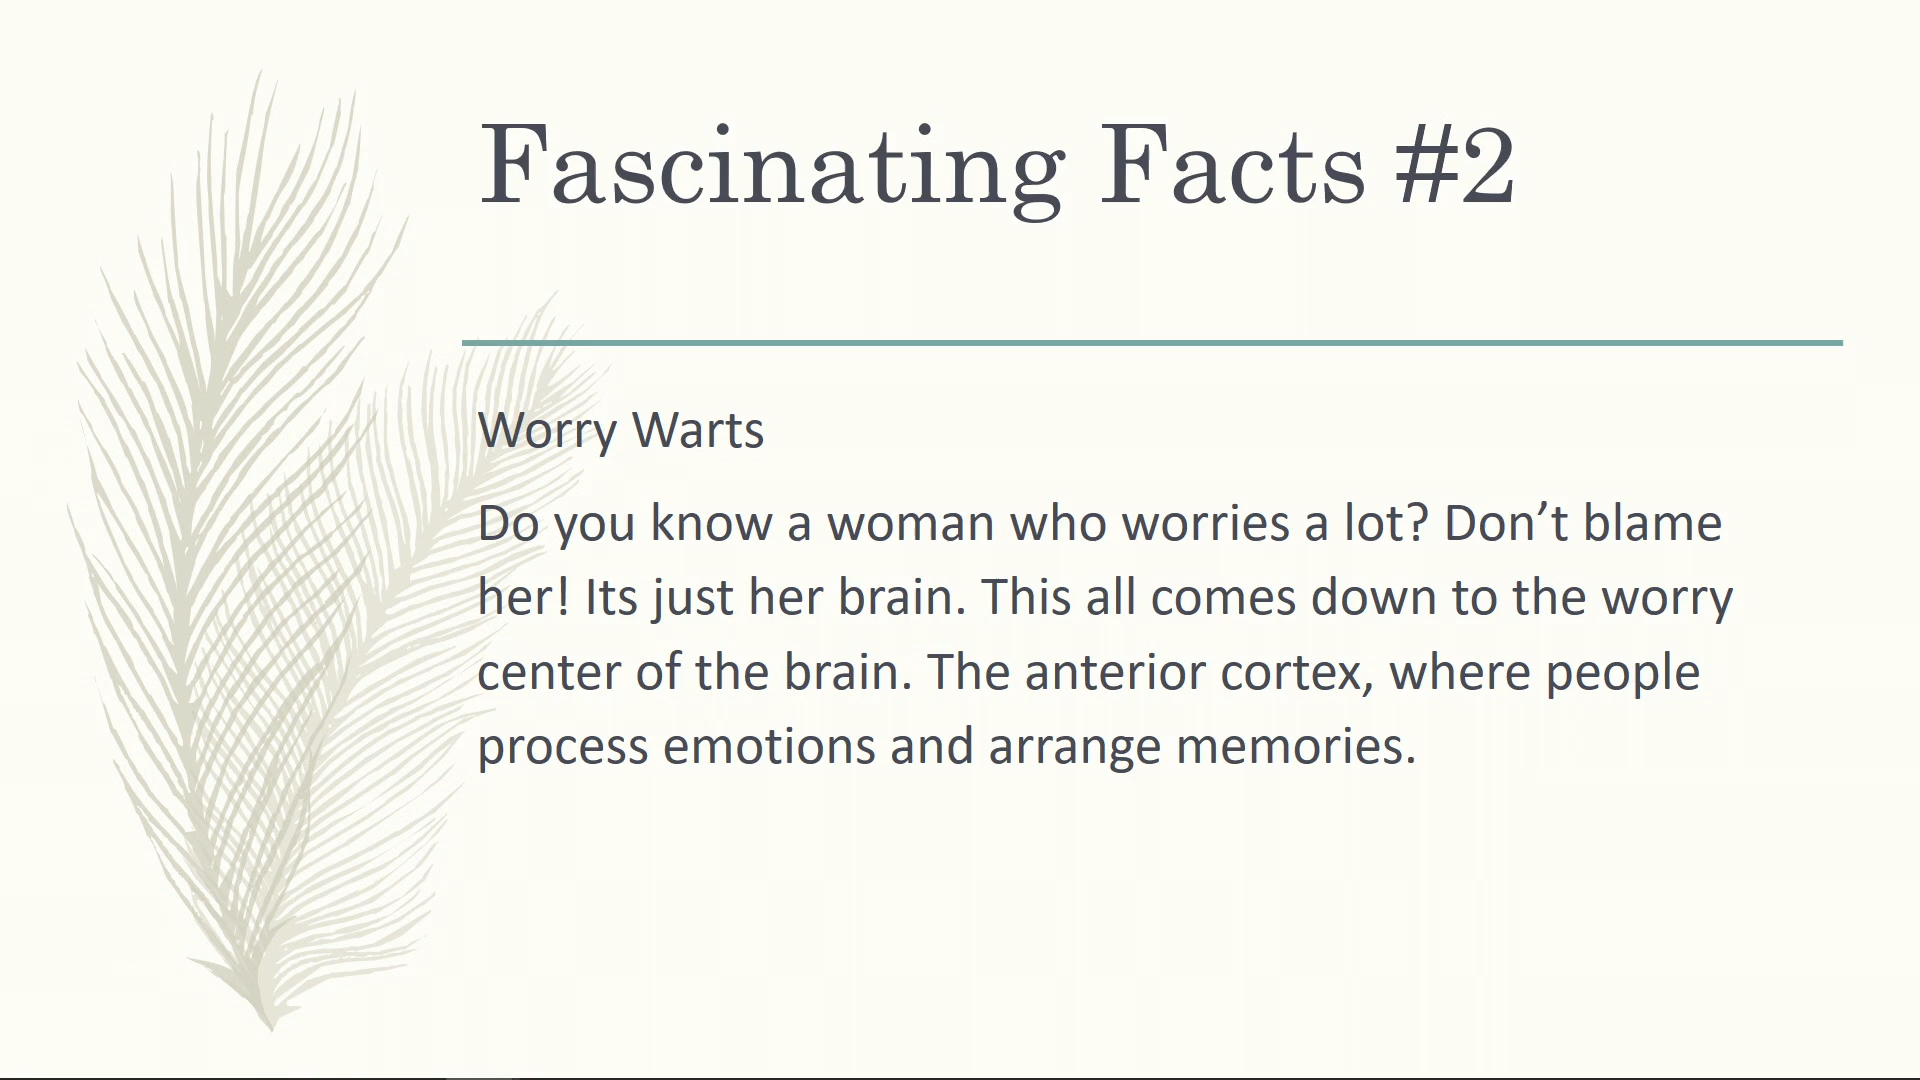 Fascinating Facts #2
Worry Warts
Do you know a woman who worries a lot? Don’t blame
her! Its just her brain. This all comes down to the worry
center of the brain. The anterior cortex, where people
process emotions and arrange memories.